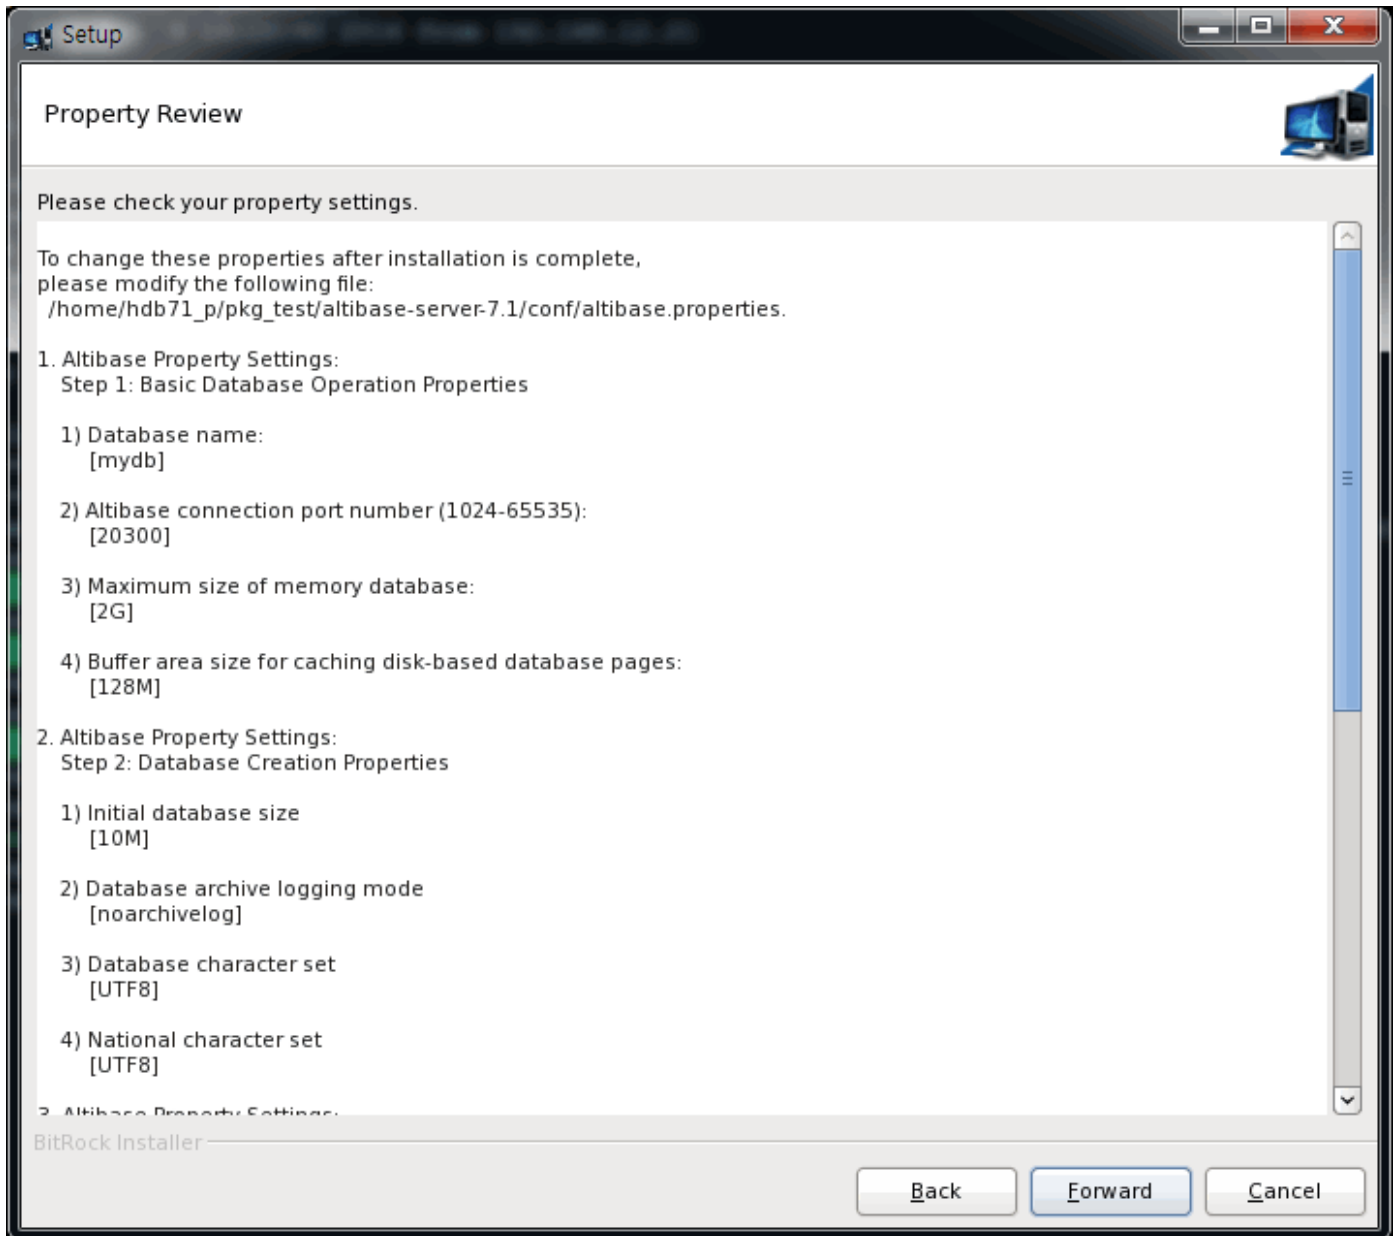 Setup
Property Review
Please check your property settings.
To change these properties after installation is complete,
please modify the following file:
/home/hdb71_p/pkg_test/altibase-server-7.1/conf/altibase.properties.
1. Altibase Property Settings:
Step 1: Basic Database Operation Properties
1) Database name:
[mydb]
2) Altibase connection port number (1024-65535):
[20300]
3) Maximum size of memory database:
[2G]
4) Buffer area size for caching disk-based database pages:
[128M]
2. Altibase Property Settings:
Step 2: Database Creation Properties
1) Initial database size
[10M]
2) Database archive logging mode
[noarchivelog]
3) Database character set
[UTF8]
4) National character set
[UTF8]
3. Altibase Property Settings:
BitRock Installer
Back Forward Cancel